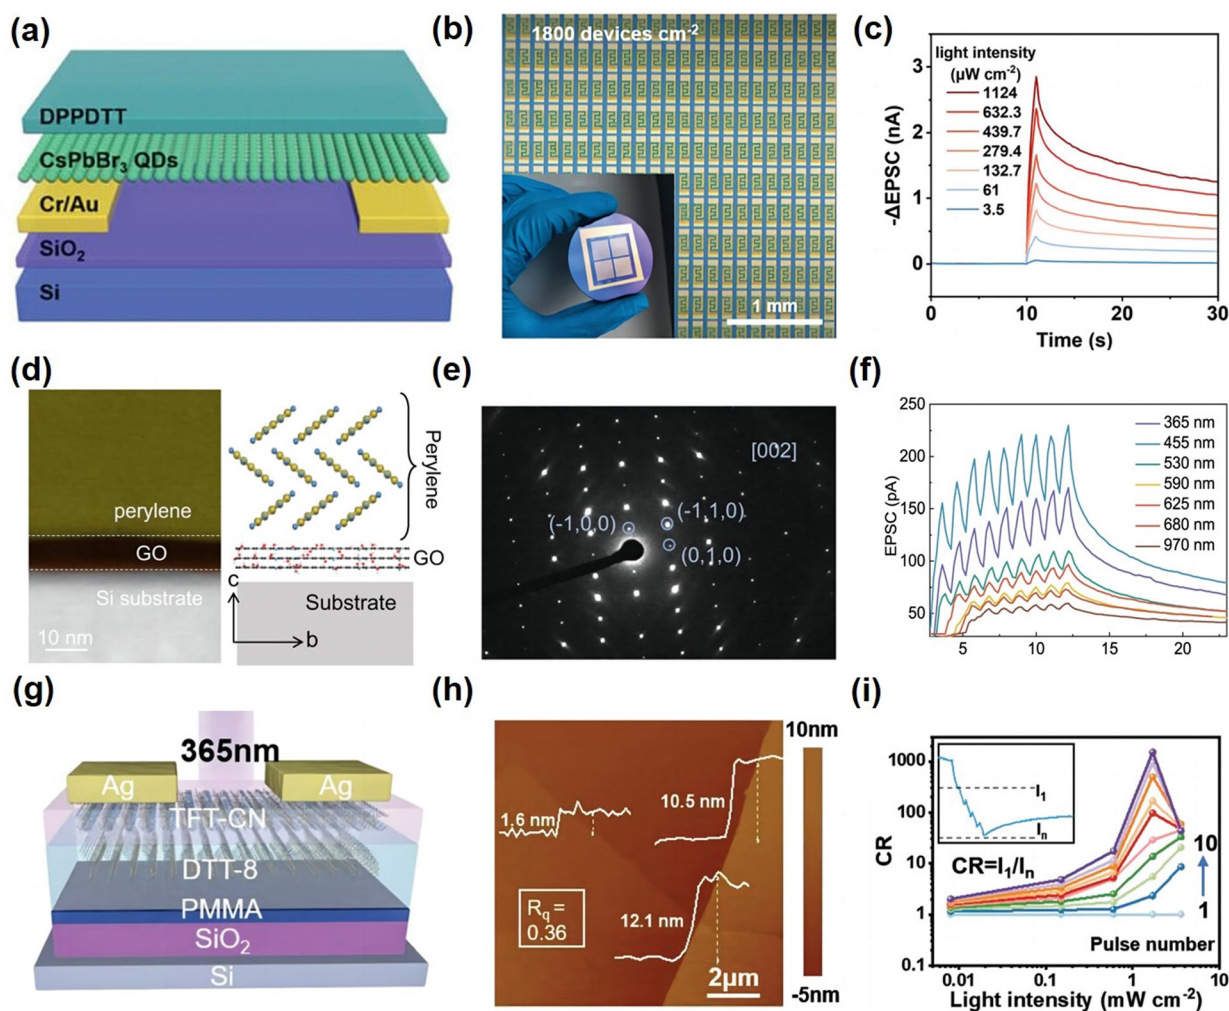 (a)
DPPDTT
CsPbBr3 QDs
Cr/Au
SiO2
Si
(b)
1800 devices cm-2
1 mm
(c)
light intensity
(μW cm-2)
1124
632.3
439.7
279.4
132.7
61
3.5
-ΔEPSC (nA)
3
2
1
0
0
10
20
30
Time (s)
(d)
perylene
GO
Si substrate
10 nm
Perylene
GO
c
b
Substrate
(e)
[002]
(-1,0,0)
(-1,1,0)
(0,1,0)
(f)
EPSC (pA)
250
200
150
100
50
365 nm
455 nm
530 nm
590 nm
625 nm
680 nm
970 nm
5
10
15
20
(g)
365nm
Ag
Ag
TFT-CN
DTT-8
PMMA
SiO2
Si
(h)
10nm
1.6 nm
10.5 nm
12.1 nm
Rq =
0.36
2μm
-5nm
(i)
CR
1000
100
10
1
0.1
I1
In
CR=I1/In
10
1
Pulse number
0.01
0.1
1
10
Light intensity (mW cm-2)